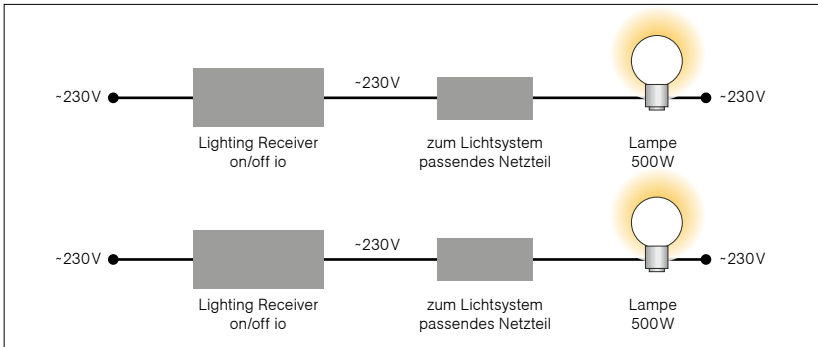 ~230V
~230V
~230V
Lighting Receiver
on/off io
zum Lichtsystem
passendes Netzteil
Lampe
500W
~230V
~230V
~230V
Lighting Receiver
on/off io
zum Lichtsystem
passendes Netzteil
Lampe
500W